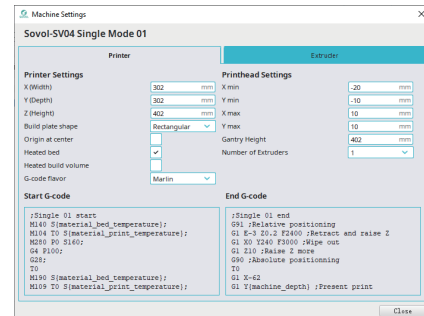 Machine Settings
Sovol-SV04 Single Mode 01
Printer
Extruder
Printer Settings
X (Width) 302 mm
Y (Depth) 302 mm
Z (Height) 402 mm
Build plate shape Rectangular
Origin at center
Heated bed
Heated build volume
G-code flavor Marlin
Printhead Settings
X min -20 mm
Y min -10 mm
X max 10 mm
Y max 10 mm
Gantry Height 402 mm
Number of Extruders 1
Start G-code
;Single 01 start
M140 S{material_bed_temperature};
M104 T0 S{material_print_temperature};
M280 P0 S160;
G4 P100;
G28;
T0
M190 S{material_bed_temperature};
M109 T0 S{material_print_temperature};
End G-code
;Single 01 end
G91 ;Relative positioning
G1 E-3 Z0.2 F2400 ;Retract and raise Z
G1 X0 Y240 F3000 ;Wipe out
G1 Z10 ;Raise Z more
G90 ;Absolute positionning
T0
G1 X-62
G1 Y{machine_depth} ;Present print
Close